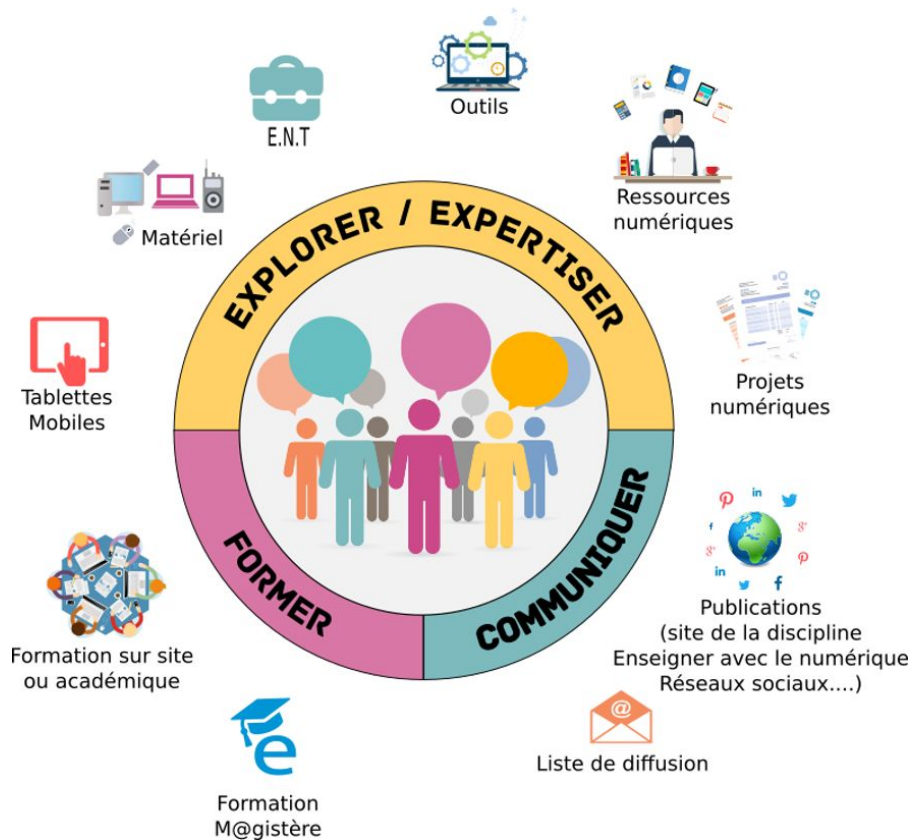 Outils
E.N.T
Ressources
numériques
Matériel
EXPLORER / EXPERTISER
Tablettes
Mobiles
Projets
numériques
FORMER
COMMUNIQUER
Publications
(site de la discipline
Enseigner avec le numérique
Réseaux sociaux....)
Formation sur site
ou académique
@
Liste de diffusion
e
Formation
M@gistère